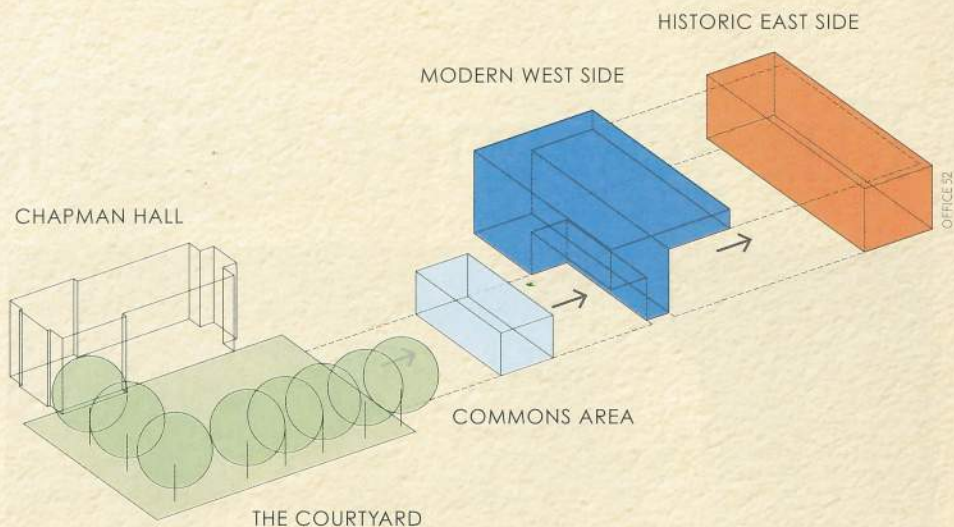 HISTORIC EAST SIDE
MODERN WEST SIDE
OFFICE 52
CHAPMAN HALL
COMMONS AREA
THE COURTYARD